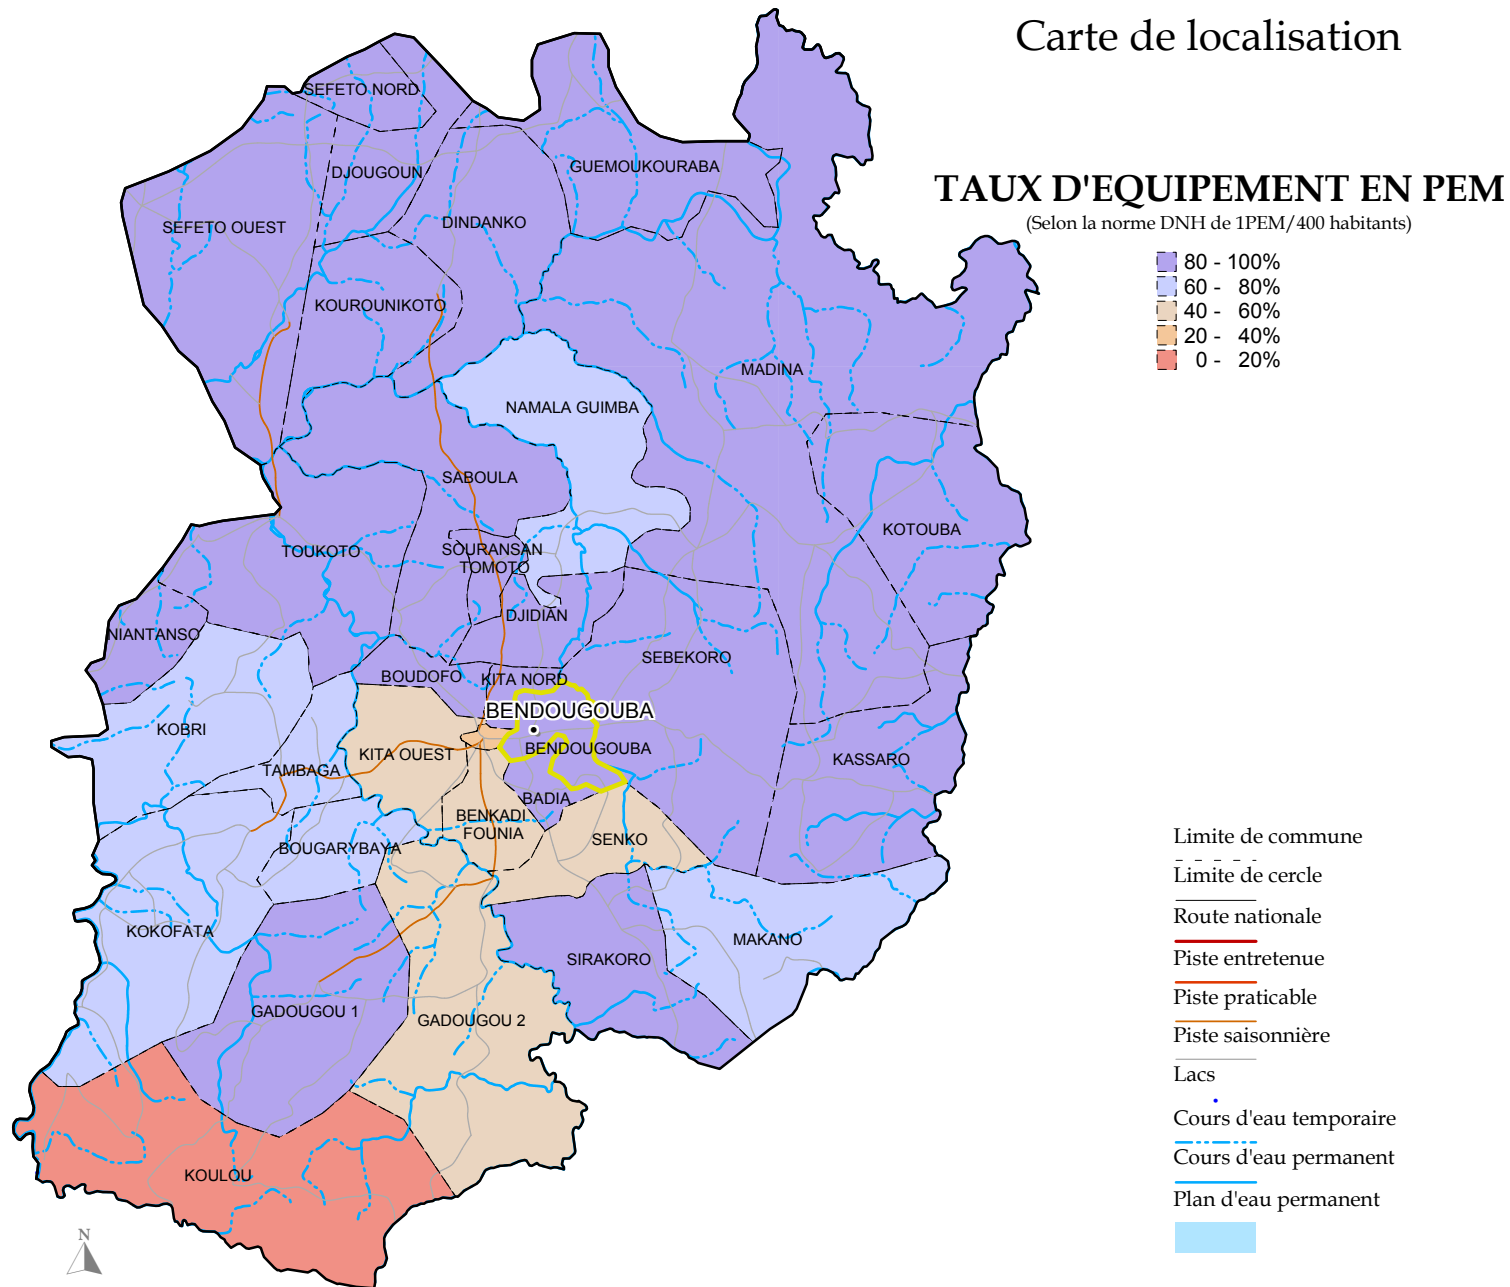 Carte de localisation
TAUX D'EQUIPEMENT EN PEM
(Selon la norme DNH de 1PEM/400 habitants)
80 - 100%
60 - 80%
40 - 60%
20 - 40%
0 - 20%
SEFETO NORD
DJOUGOUN
GUEMOUKOURABA
SEFETO OUEST
DINDANKO
KOUROUNIKOTO
MADINA
NAMALA GUIMBA
SABOULA
KOTOUBA
TOUKOTO
SOURANSAN
TOMOTO
DJIDIAN
NIANTANSO
SEBEKORO
BOUDOFO
KITA NORD
BENDOUGOUBA
KOBRI
KITA OUEST
BENDOUGOUBA
KASSARO
TAMBAGA
BADIA
BENKADI
FOUNIA
SENKO
BOUGARYBAYA
KOKOFATA
MAKANO
SIRAKORO
GADOUGOU 1
GADOUGOU 2
KOULOU
N
Limite de commune
Limite de cercle
Route nationale
Piste entretenue
Piste praticable
Piste saisonnière
Lacs
Cours d'eau temporaire
Cours d'eau permanent
Plan d'eau permanent